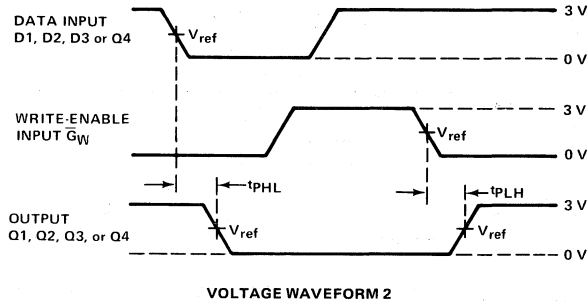 DATA INPUT
D1, D2, D3 or Q4
Vref
3 V
0 V
WRITE-ENABLE
INPUT G̅W
Vref
3 V
0 V
tPHL
tPLH
OUTPUT
Q1, Q2, Q3, or Q4
Vref
Vref
3 V
0 V
VOLTAGE WAVEFORM 2